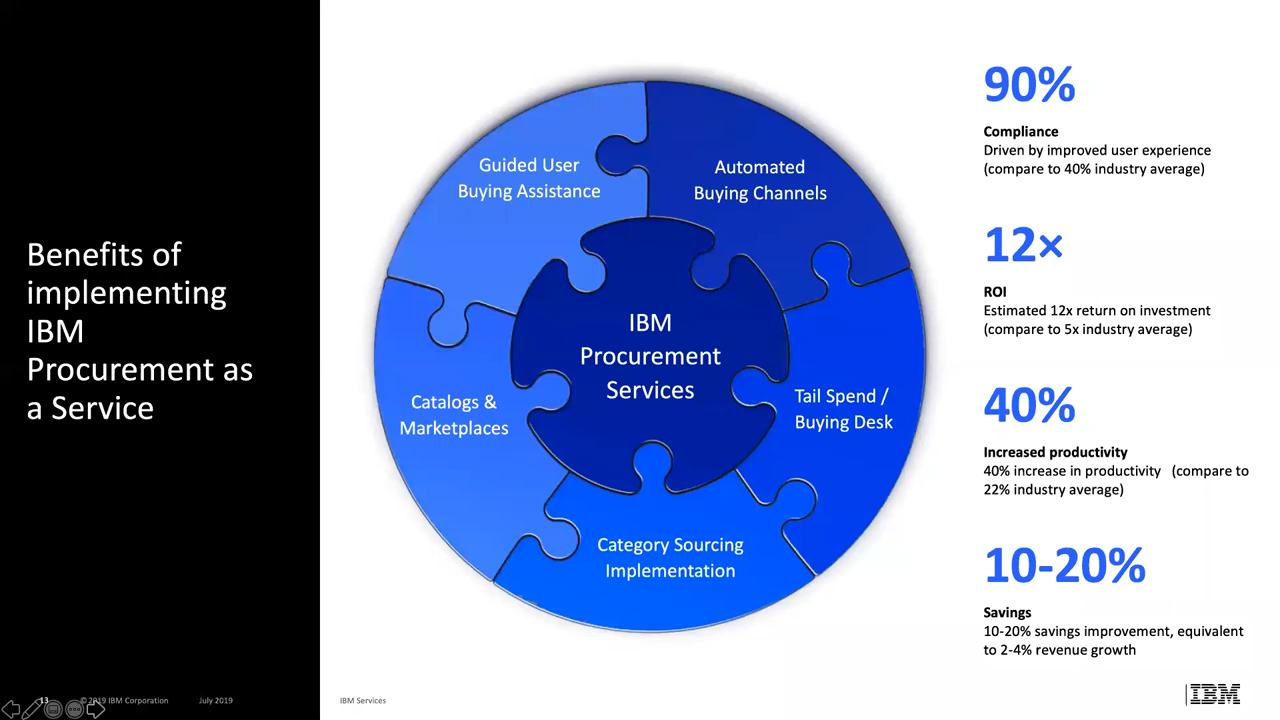 Benefits of
implementing
IBM
Procurement as
a Service
Guided User
Buying Assistance
Automated
Buying Channels
IBM
Procurement
Services
Catalogs &
Marketplaces
Tail Spend /
Buying Desk
Category Sourcing
Implementation
90%
Compliance
Driven by improved user experience
(compare to 40% industry average)
12×
ROI
Estimated 12x return on investment
(compare to 5x industry average)
40%
Increased productivity
40% increase in productivity (compare to
22% industry average)
10-20%
Savings
10-20% savings improvement, equivalent
to 2-4% revenue growth
13 © 2019 IBM Corporation July 2019
IBM Services
IBM